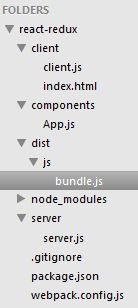 FOLDERS
react-redux
client
client.js
index.html
components
App.js
dist
js
bundle.js
node_modules
server
server.js
.gitignore
package.json
webpack.config.js